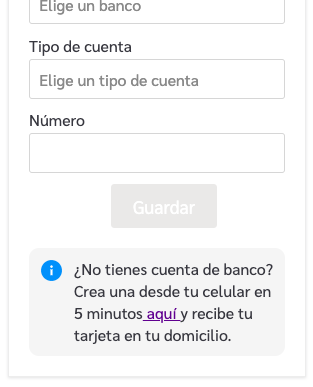 Elige un banco
Tipo de cuenta
Elige un tipo de cuenta
Número
Guardar
¿No tienes cuenta de banco?
Crea una desde tu celular en
5 minutos aquí y recibe tu
tarjeta en tu domicilio.